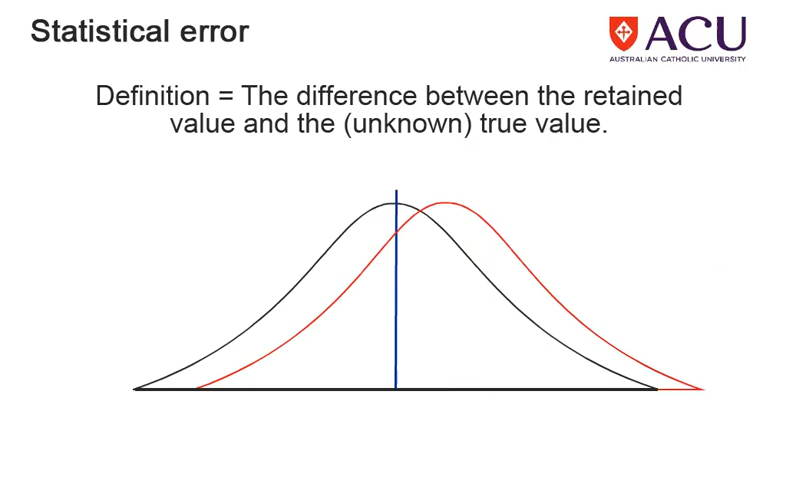 Statistical error
ACU
AUSTRALIAN CATHOLIC UNIVERSITY
Definition = The difference between the retained
value and the (unknown) true value.